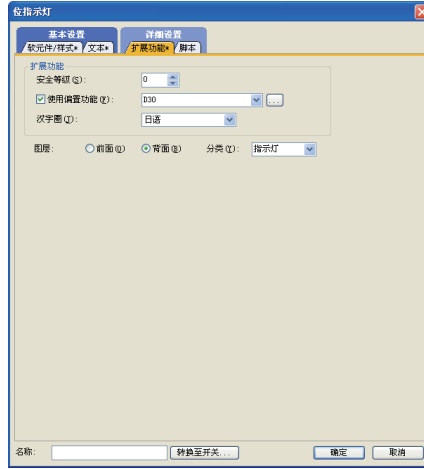 位指示灯
基本设置 详细设置
软元件/样式* 文本* 扩展功能* 脚本
扩展功能
安全等级(S): 0
使用偏置功能(F): D30 ...
汉字圈(J): 日语
图层: 前面(O) 背面(B) 分类(Y): 指示灯
名称: 转换至开关... 确定 取消